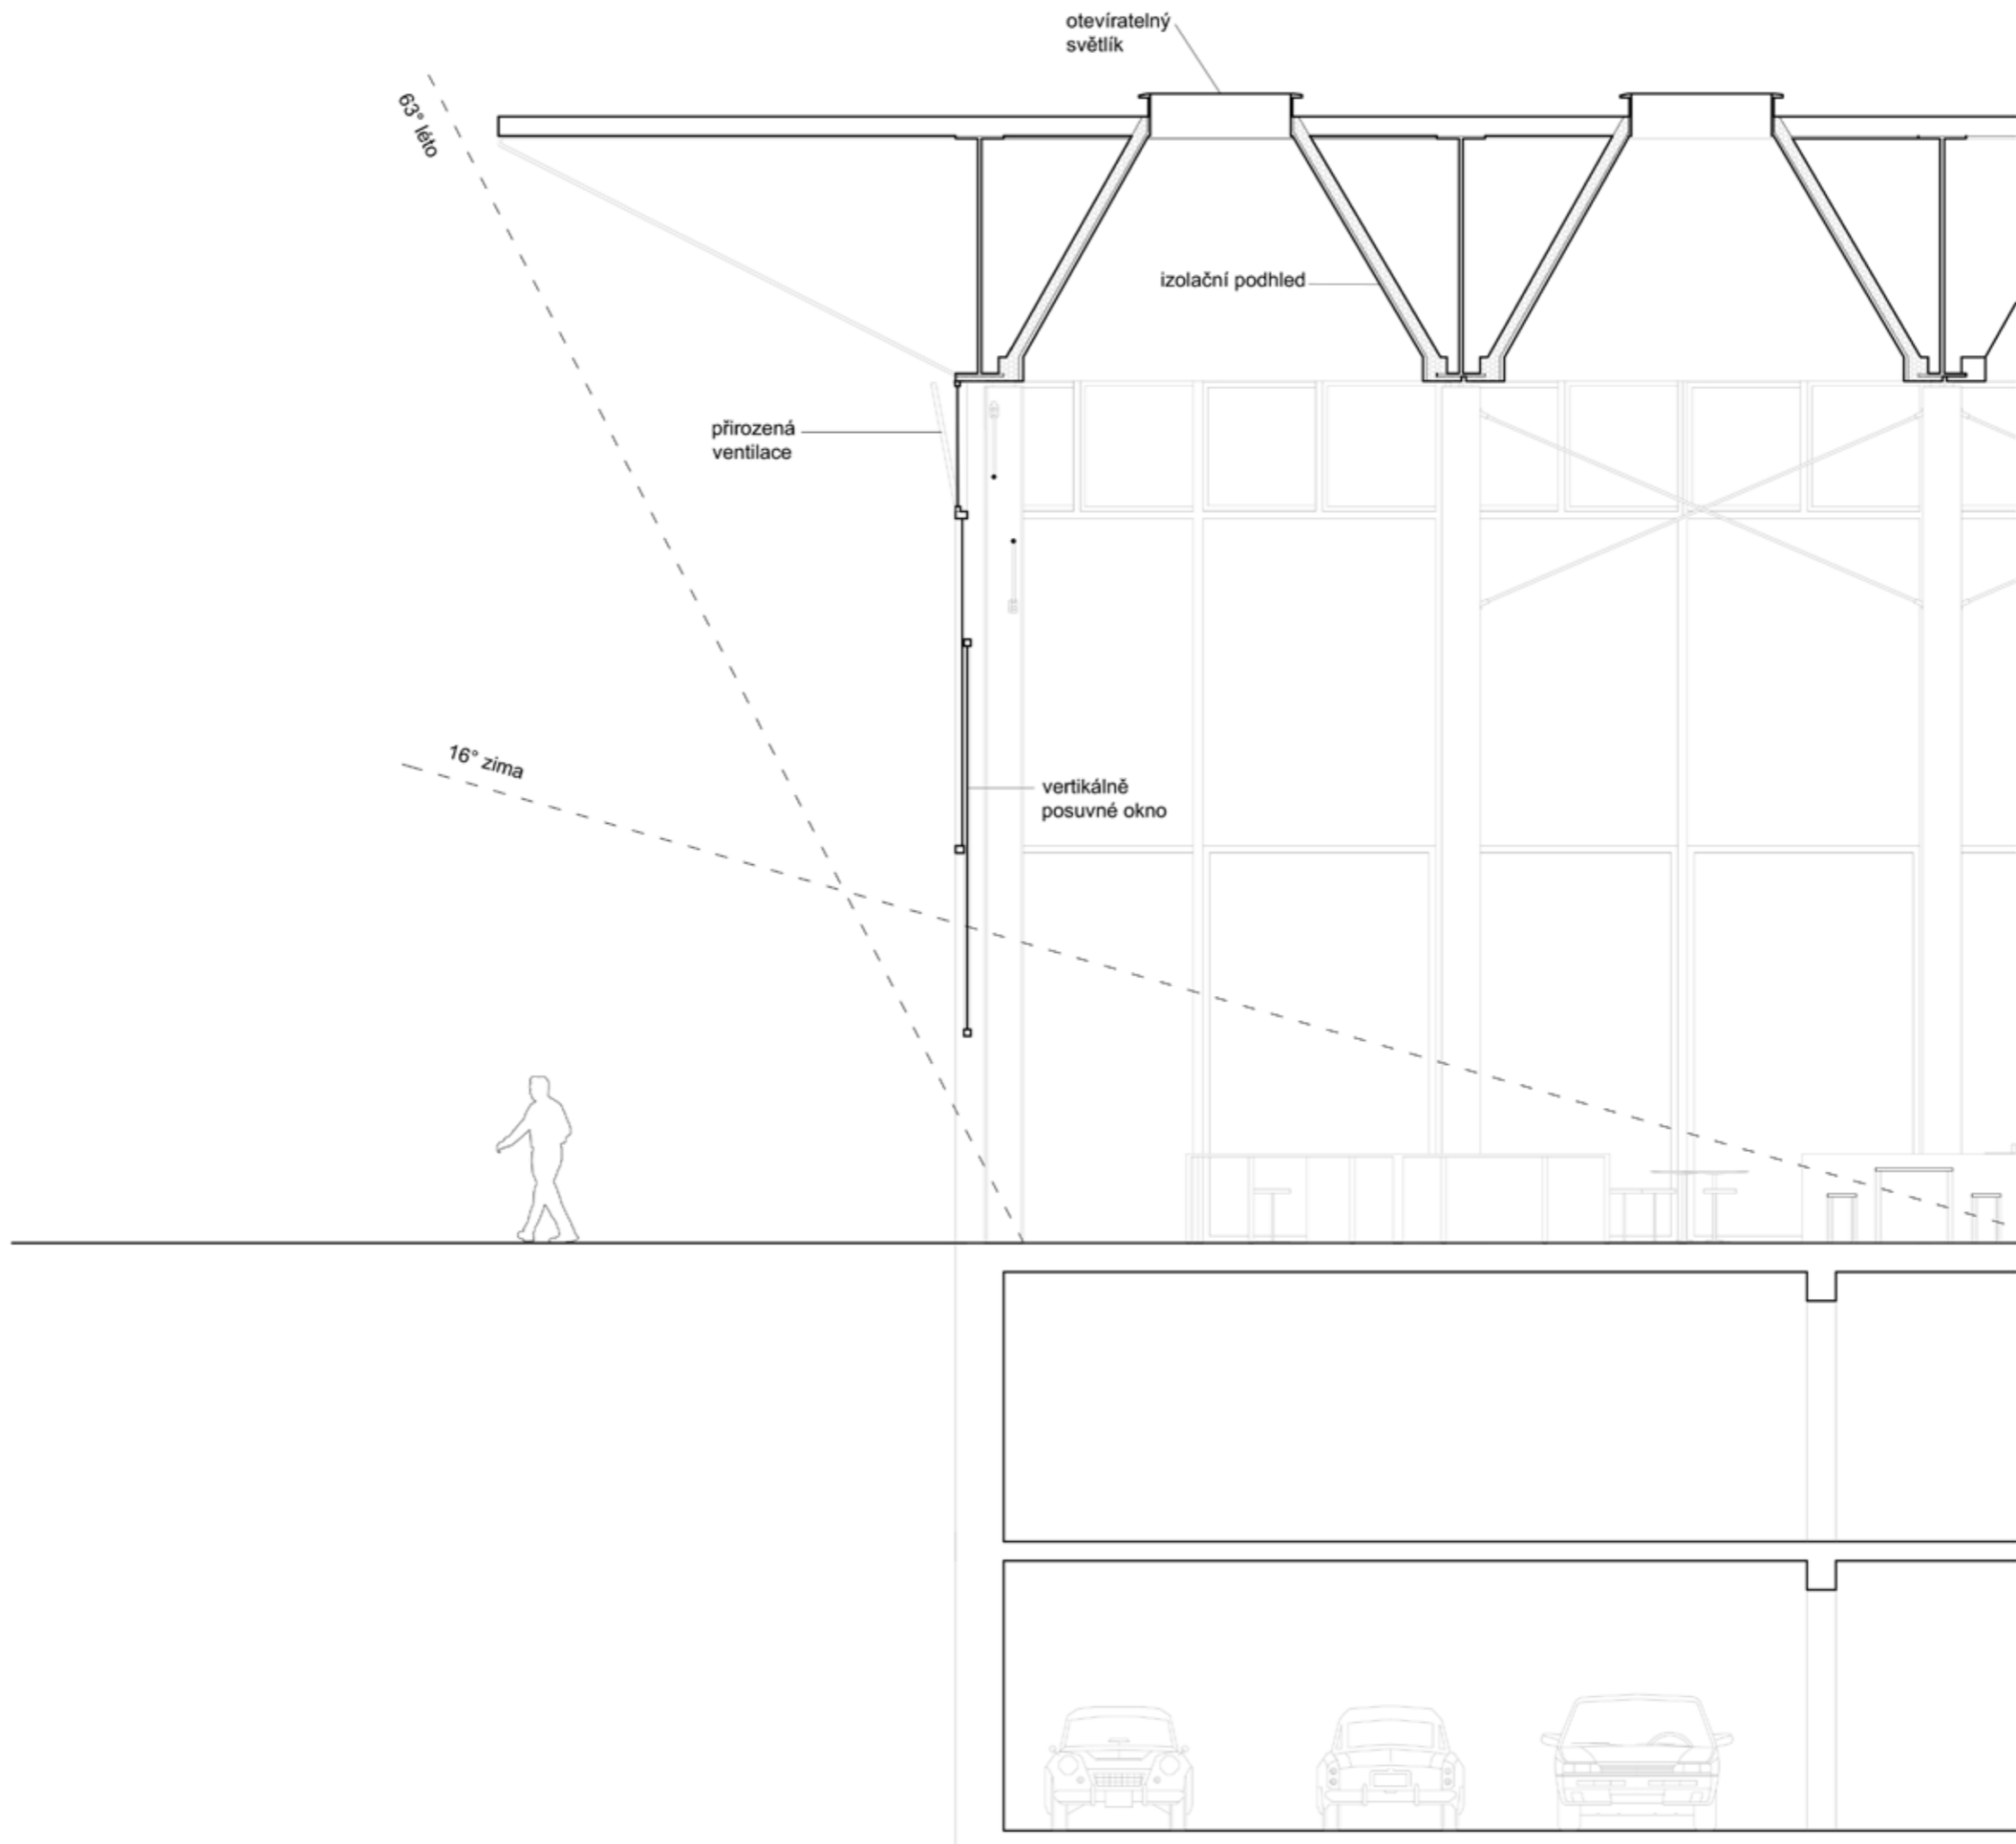 otevíratelný
světlík
63° léto
izolační podhled
přirozená
ventilace
16° zima
vertikálně
posuvné okno